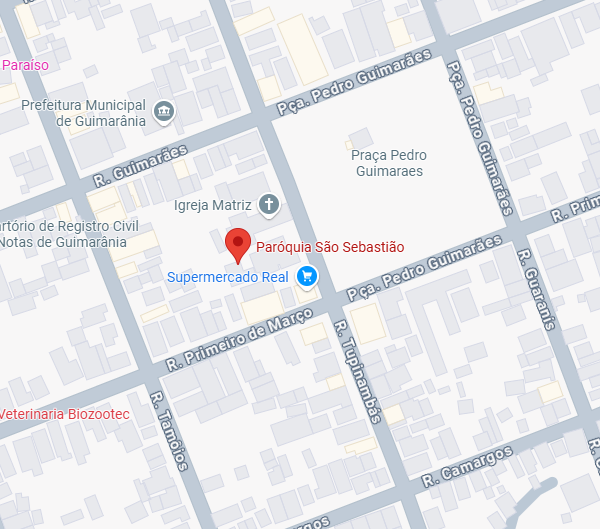 Pça. Pedro Guimarães
Paraíso
Pça. Pedro Guimarães
Prefeitura Municipal
de Guimarânia
R. Guimarães
Praça Pedro
Guimaraes
Igreja Matriz
R. Prim
artório de Registro Civil
Notas de Guimarânia
Paróquia São Sebastião
Pça. Pedro Guimarães
Supermercado Real
R. Guaranis
R. Primeiro de Março
R. Tupinambás
R. Tamôios
Veterinaria Biozootec
R. Camargos